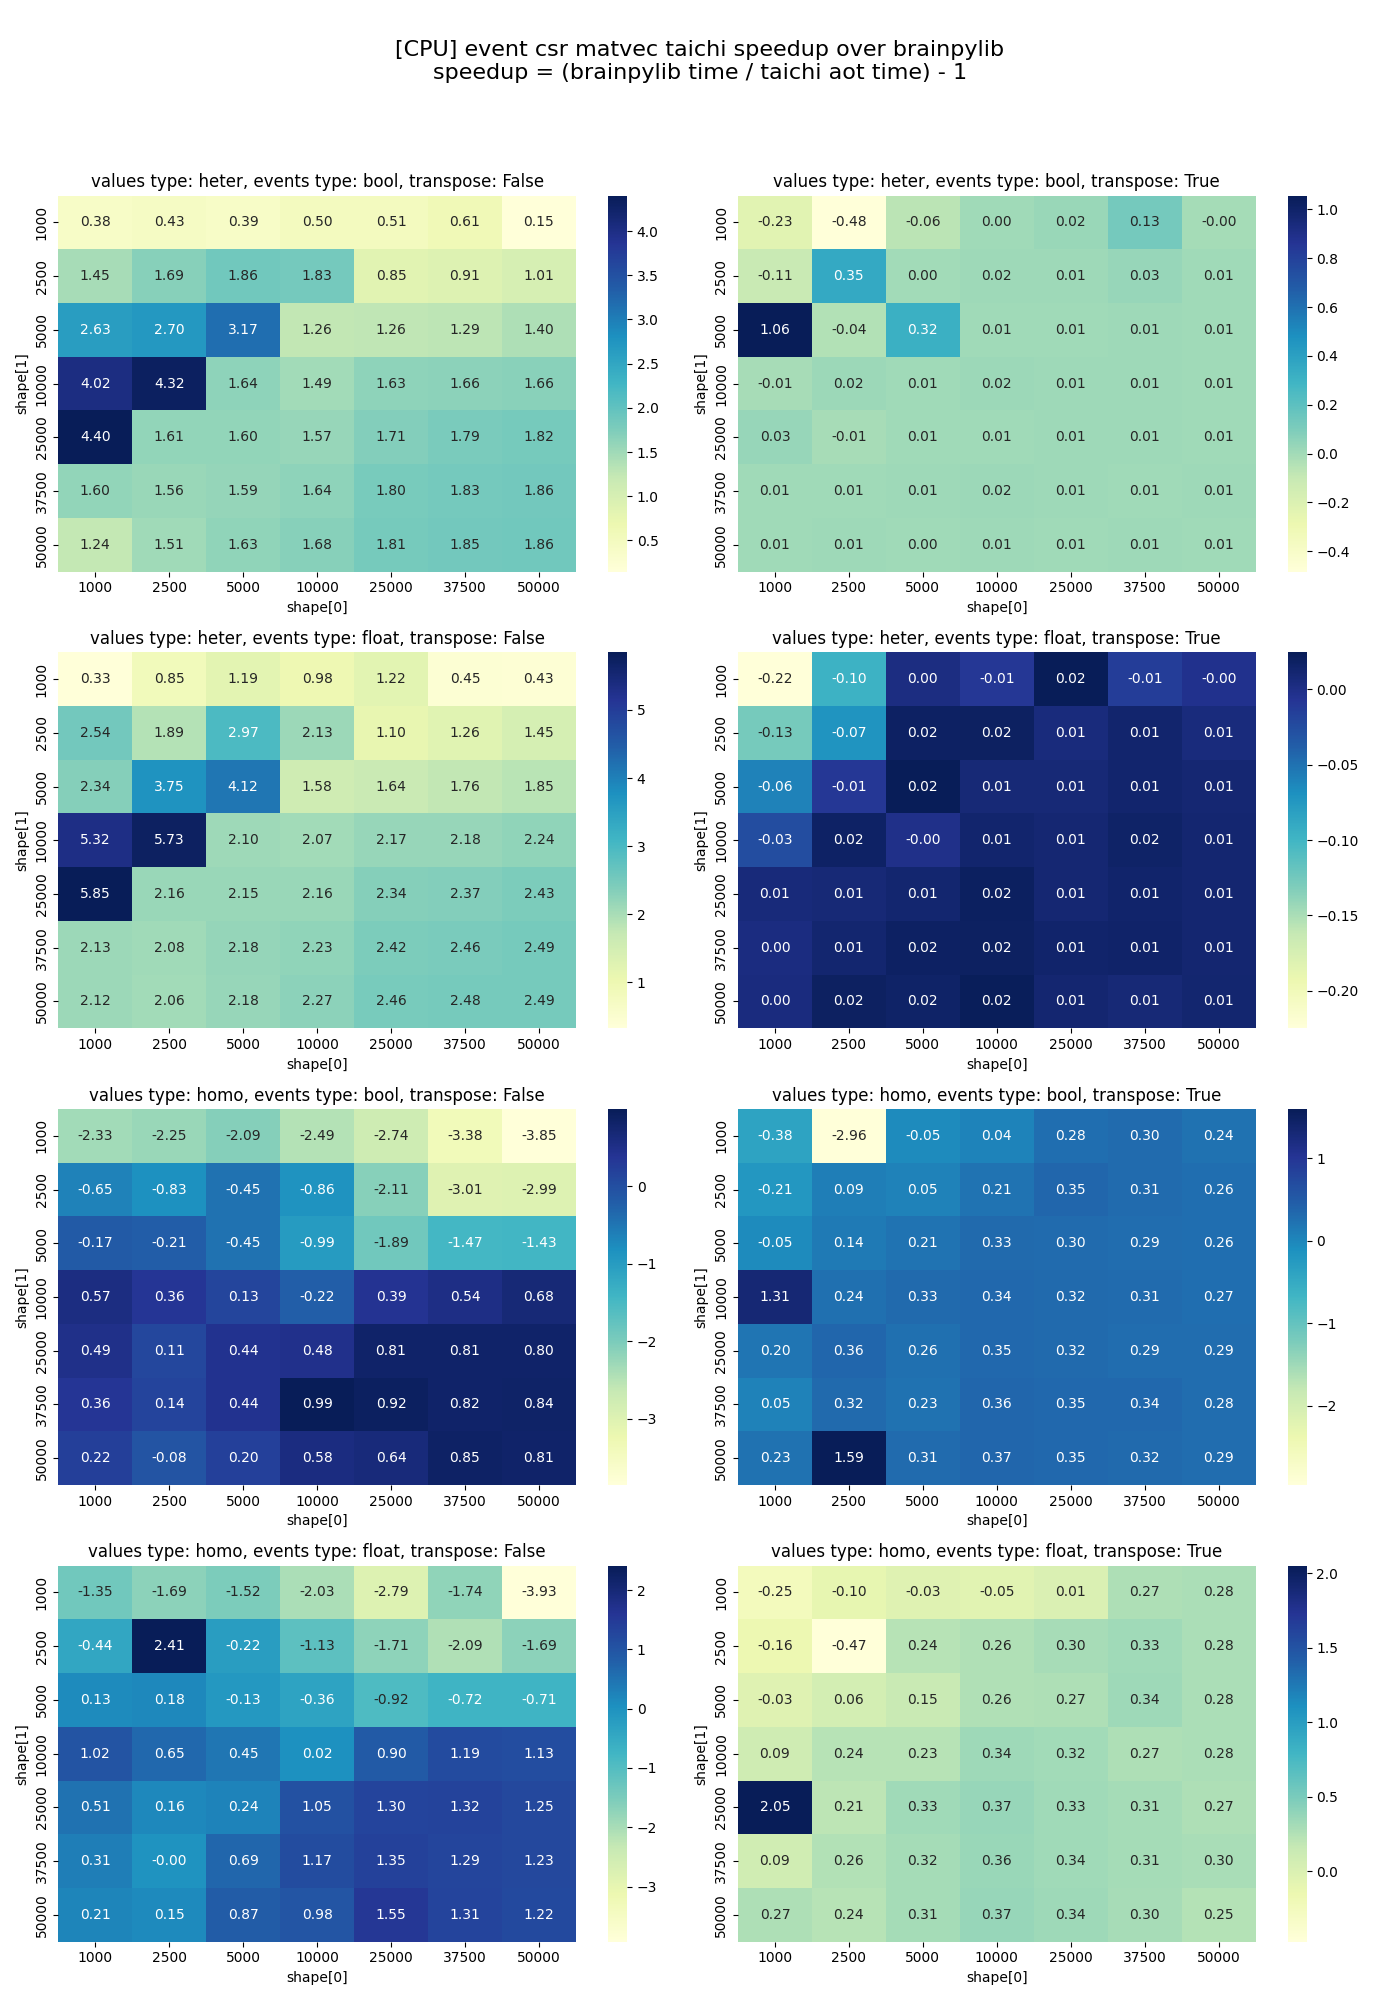 [CPU] event csr matvec taichi speedup over brainpylib
speedup = (brainpylib time / taichi aot time) - 1
values type: heter, events type: bool, transpose: False
shape[1]
1000 0.38 0.43 0.39 0.50 0.51 0.61 0.15
2500 1.45 1.69 1.86 1.83 0.85 0.91 1.01
5000 2.63 2.70 3.17 1.26 1.26 1.29 1.40
10000 4.02 4.32 1.64 1.49 1.63 1.66 1.66
25000 4.40 1.61 1.60 1.57 1.71 1.79 1.82
37500 1.60 1.56 1.59 1.64 1.80 1.83 1.86
50000 1.24 1.51 1.63 1.68 1.81 1.85 1.86
1000 2500 5000 10000 25000 37500 50000
shape[0]
4.0
3.5
3.0
2.5
2.0
1.5
1.0
0.5
values type: heter, events type: bool, transpose: True
shape[1]
1000 -0.23 -0.48 -0.06 0.00 0.02 0.13 -0.00
2500 -0.11 0.35 0.00 0.02 0.01 0.03 0.01
5000 1.06 -0.04 0.32 0.01 0.01 0.01 0.01
10000 -0.01 0.02 0.01 0.02 0.01 0.01 0.01
25000 0.03 -0.01 0.01 0.01 0.01 0.01 0.01
37500 0.01 0.01 0.01 0.02 0.01 0.01 0.01
50000 0.01 0.01 0.00 0.01 0.01 0.01 0.01
1000 2500 5000 10000 25000 37500 50000
shape[0]
1.0
0.8
0.6
0.4
0.2
0.0
−0.2
−0.4
values type: heter, events type: float, transpose: False
shape[1]
1000 0.33 0.85 1.19 0.98 1.22 0.45 0.43
2500 2.54 1.89 2.97 2.13 1.10 1.26 1.45
5000 2.34 3.75 4.12 1.58 1.64 1.76 1.85
10000 5.32 5.73 2.10 2.07 2.17 2.18 2.24
25000 5.85 2.16 2.15 2.16 2.34 2.37 2.43
37500 2.13 2.08 2.18 2.23 2.42 2.46 2.49
50000 2.12 2.06 2.18 2.27 2.46 2.48 2.49
1000 2500 5000 10000 25000 37500 50000
shape[0]
5
4
3
2
1
values type: heter, events type: float, transpose: True
shape[1]
1000 -0.22 -0.10 0.00 -0.01 0.02 -0.01 -0.00
2500 -0.13 -0.07 0.02 0.02 0.01 0.01 0.01
5000 -0.06 -0.01 0.02 0.01 0.01 0.01 0.01
10000 -0.03 0.02 -0.00 0.01 0.01 0.02 0.01
25000 0.01 0.01 0.01 0.02 0.01 0.01 0.01
37500 0.00 0.01 0.02 0.02 0.01 0.01 0.01
50000 0.00 0.02 0.02 0.02 0.01 0.01 0.01
1000 2500 5000 10000 25000 37500 50000
shape[0]
0.00
−0.05
−0.10
−0.15
−0.20
values type: homo, events type: bool, transpose: False
shape[1]
1000 -2.33 -2.25 -2.09 -2.49 -2.74 -3.38 -3.85
2500 -0.65 -0.83 -0.45 -0.86 -2.11 -3.01 -2.99
5000 -0.17 -0.21 -0.45 -0.99 -1.89 -1.47 -1.43
10000 0.57 0.36 0.13 -0.22 0.39 0.54 0.68
25000 0.49 0.11 0.44 0.48 0.81 0.81 0.80
37500 0.36 0.14 0.44 0.99 0.92 0.82 0.84
50000 0.22 -0.08 0.20 0.58 0.64 0.85 0.81
1000 2500 5000 10000 25000 37500 50000
shape[0]
0
−1
−2
−3
values type: homo, events type: bool, transpose: True
shape[1]
1000 -0.38 -2.96 -0.05 0.04 0.28 0.30 0.24
2500 -0.21 0.09 0.05 0.21 0.35 0.31 0.26
5000 -0.05 0.14 0.21 0.33 0.30 0.29 0.26
10000 1.31 0.24 0.33 0.34 0.32 0.31 0.27
25000 0.20 0.36 0.26 0.35 0.32 0.29 0.29
37500 0.05 0.32 0.23 0.36 0.35 0.34 0.28
50000 0.23 1.59 0.31 0.37 0.35 0.32 0.29
1000 2500 5000 10000 25000 37500 50000
shape[0]
1
0
−1
−2
values type: homo, events type: float, transpose: False
shape[1]
1000 -1.35 -1.69 -1.52 -2.03 -2.79 -1.74 -3.93
2500 -0.44 2.41 -0.22 -1.13 -1.71 -2.09 -1.69
5000 0.13 0.18 -0.13 -0.36 -0.92 -0.72 -0.71
10000 1.02 0.65 0.45 0.02 0.90 1.19 1.13
25000 0.51 0.16 0.24 1.05 1.30 1.32 1.25
37500 0.31 -0.00 0.69 1.17 1.35 1.29 1.23
50000 0.21 0.15 0.87 0.98 1.55 1.31 1.22
1000 2500 5000 10000 25000 37500 50000
shape[0]
2
1
0
−1
−2
−3
values type: homo, events type: float, transpose: True
shape[1]
1000 -0.25 -0.10 -0.03 -0.05 0.01 0.27 0.28
2500 -0.16 -0.47 0.24 0.26 0.30 0.33 0.28
5000 -0.03 0.06 0.15 0.26 0.27 0.34 0.28
10000 0.09 0.24 0.23 0.34 0.32 0.27 0.28
25000 2.05 0.21 0.33 0.37 0.33 0.31 0.27
37500 0.09 0.26 0.32 0.36 0.34 0.31 0.30
50000 0.27 0.24 0.31 0.37 0.34 0.30 0.25
1000 2500 5000 10000 25000 37500 50000
shape[0]
2.0
1.5
1.0
0.5
0.0